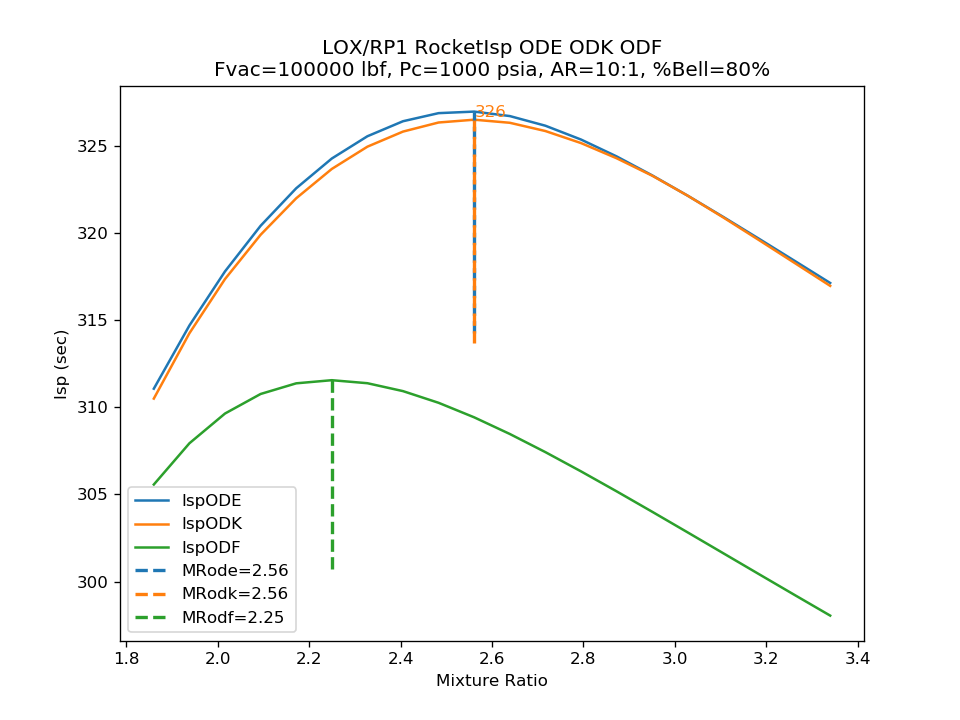 LOX/RP1 RocketIsp ODE ODK ODF
Fvac=100000 lbf, Pc=1000 psia, AR=10:1, %Bell=80%
326
325
320
315
310
305
300
Isp (sec)
IspODE
IspODK
IspODF
MRode=2.56
MRodk=2.56
MRodf=2.25
1.8 2.0 2.2 2.4 2.6 2.8 3.0 3.2 3.4
Mixture Ratio